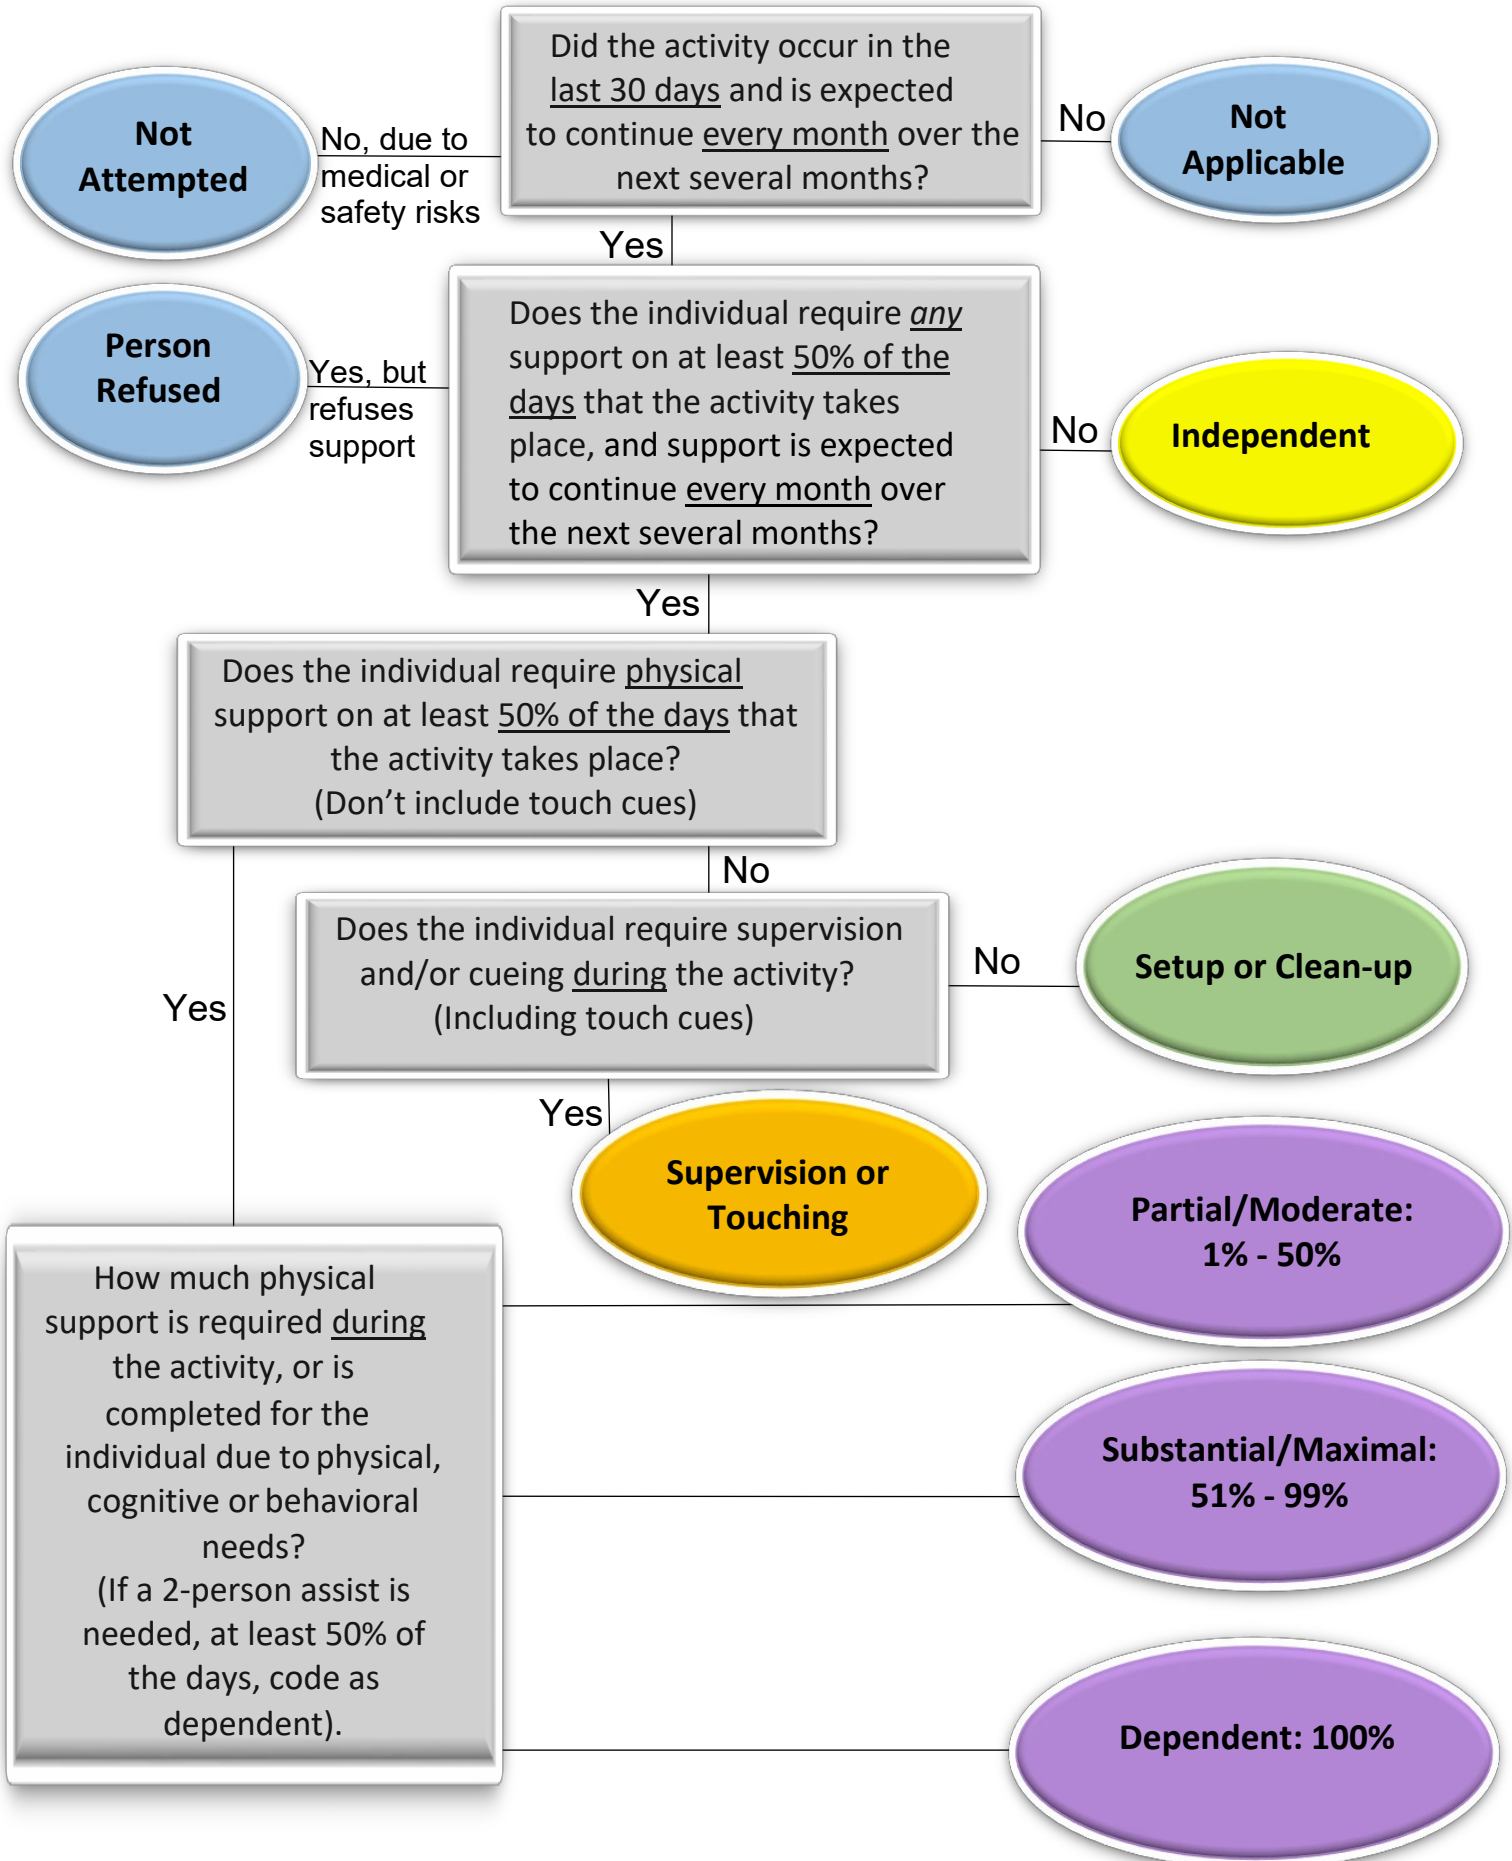 Did the activity occur in the
last 30 days and is expected
to continue every month over the
next several months?
No, due to
medical or
safety risks
Not
Attempted
No
Not
Applicable
Yes
Does the individual require any
support on at least 50% of the
days that the activity takes
place, and support is expected
to continue every month over
the next several months?
Yes, but
refuses
support
Person
Refused
No
Independent
Yes
Does the individual require physical
support on at least 50% of the days that
the activity takes place?
(Don’t include touch cues)
No
Does the individual require supervision
and/or cueing during the activity?
(Including touch cues)
No
Setup or Clean-up
Yes
Supervision or
Touching
Yes
How much physical
support is required during
the activity, or is
completed for the
individual due to physical,
cognitive or behavioral
needs?
(If a 2-person assist is
needed, at least 50% of
the days, code as
dependent).
Partial/Moderate:
1% - 50%
Substantial/Maximal:
51% - 99%
Dependent: 100%